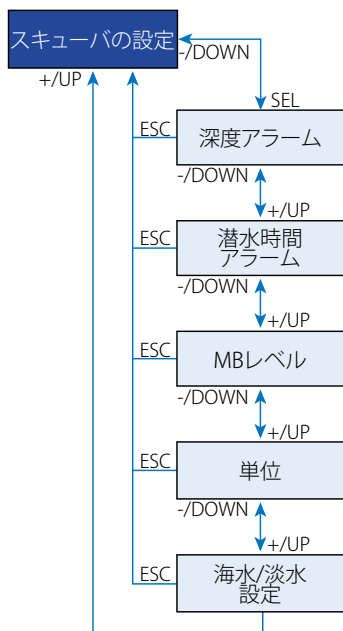 スキューバの設定
-/DOWN
+/UP
SEL
ESC
深度アラーム
-/DOWN
+/UP
ESC
潜水時間
アラーム
-/DOWN
+/UP
ESC
MBレベル
-/DOWN
+/UP
ESC
単位
-/DOWN
+/UP
ESC
海水/淡水
設定